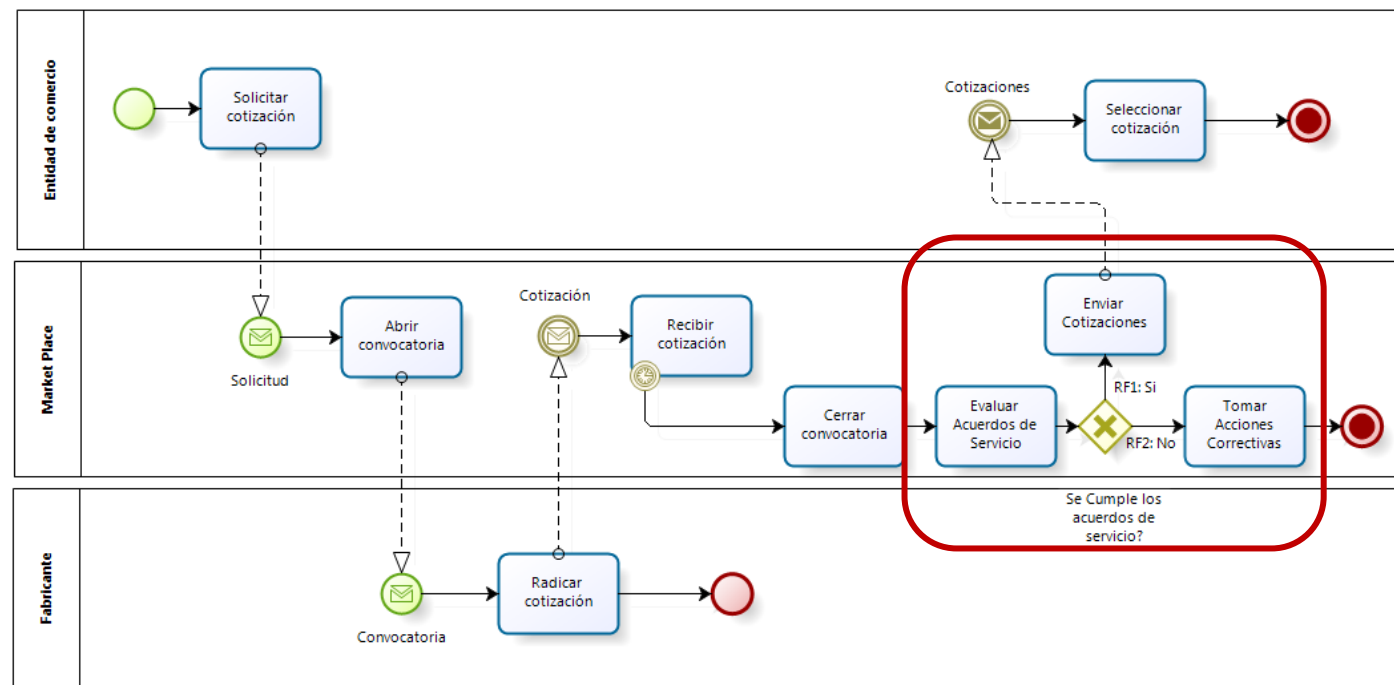 Entidad de comercio
Solicitar
cotización
Cotizaciones
Seleccionar
cotización
Market Place
Solicitud
Abrir
convocatoria
Cotización
Recibir
cotización
Cerrar
convocatoria
Evaluar
Acuerdos de
Servicio
Enviar
Cotizaciones
RF1: Si
RF2: No
Tomar
Acciones
Correctivas
Se Cumple los
acuerdos de
servicio?
Fabricante
Convocatoria
Radicar
cotización